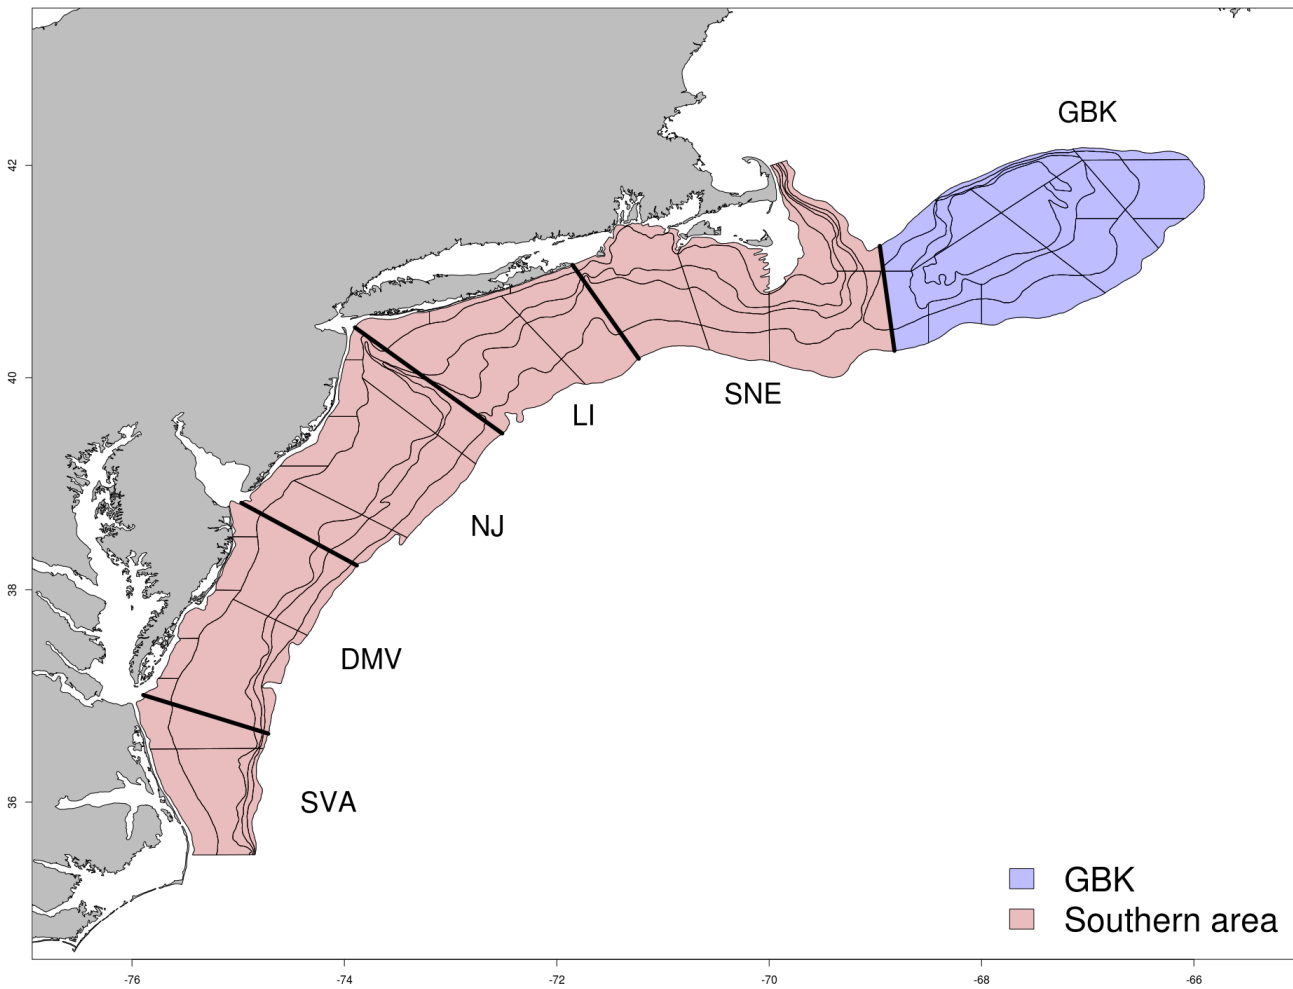 GBK
42
40
SNE
LI
NJ
38
DMV
36
SVA
GBK
Southern area
-76
-74
-72
-70
-68
-66